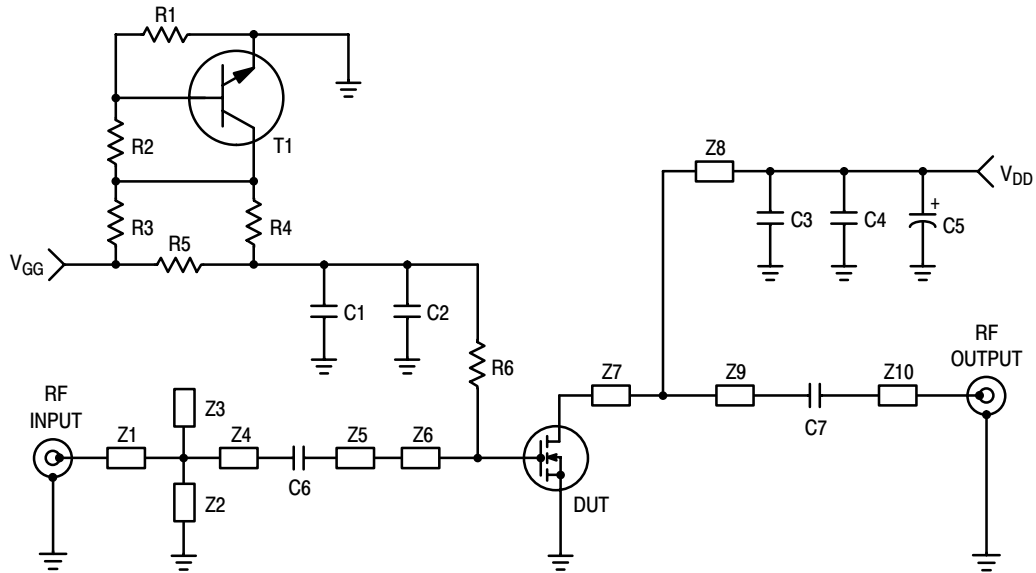 R1
T1
R2
R3
R4
R5
VGG
C1
C2
R6
Z8
VDD
C3
C4
+
C5
RF
INPUT
Z1
Z3
Z2
Z4
C6
Z5
Z6
DUT
Z7
Z9
C7
Z10
RF
OUTPUT